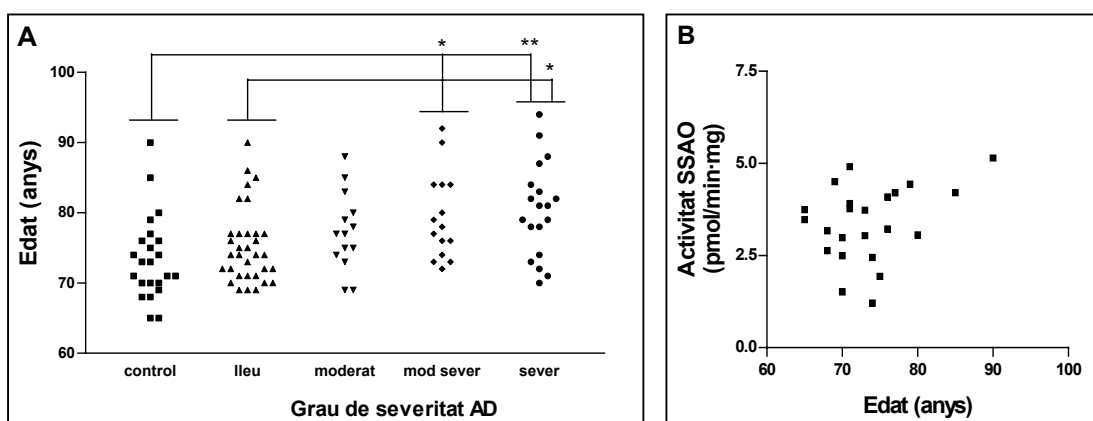 A
*
**
*
100
90
80
70
60
Edat (anys)
control
lleu
moderat
mod sever
sever
Grau de severitat AD
B
7.5
5.0
2.5
0.0
Activitat SSAO
(pmol/min·mg)
60
70
80
90
100
Edat (anys)